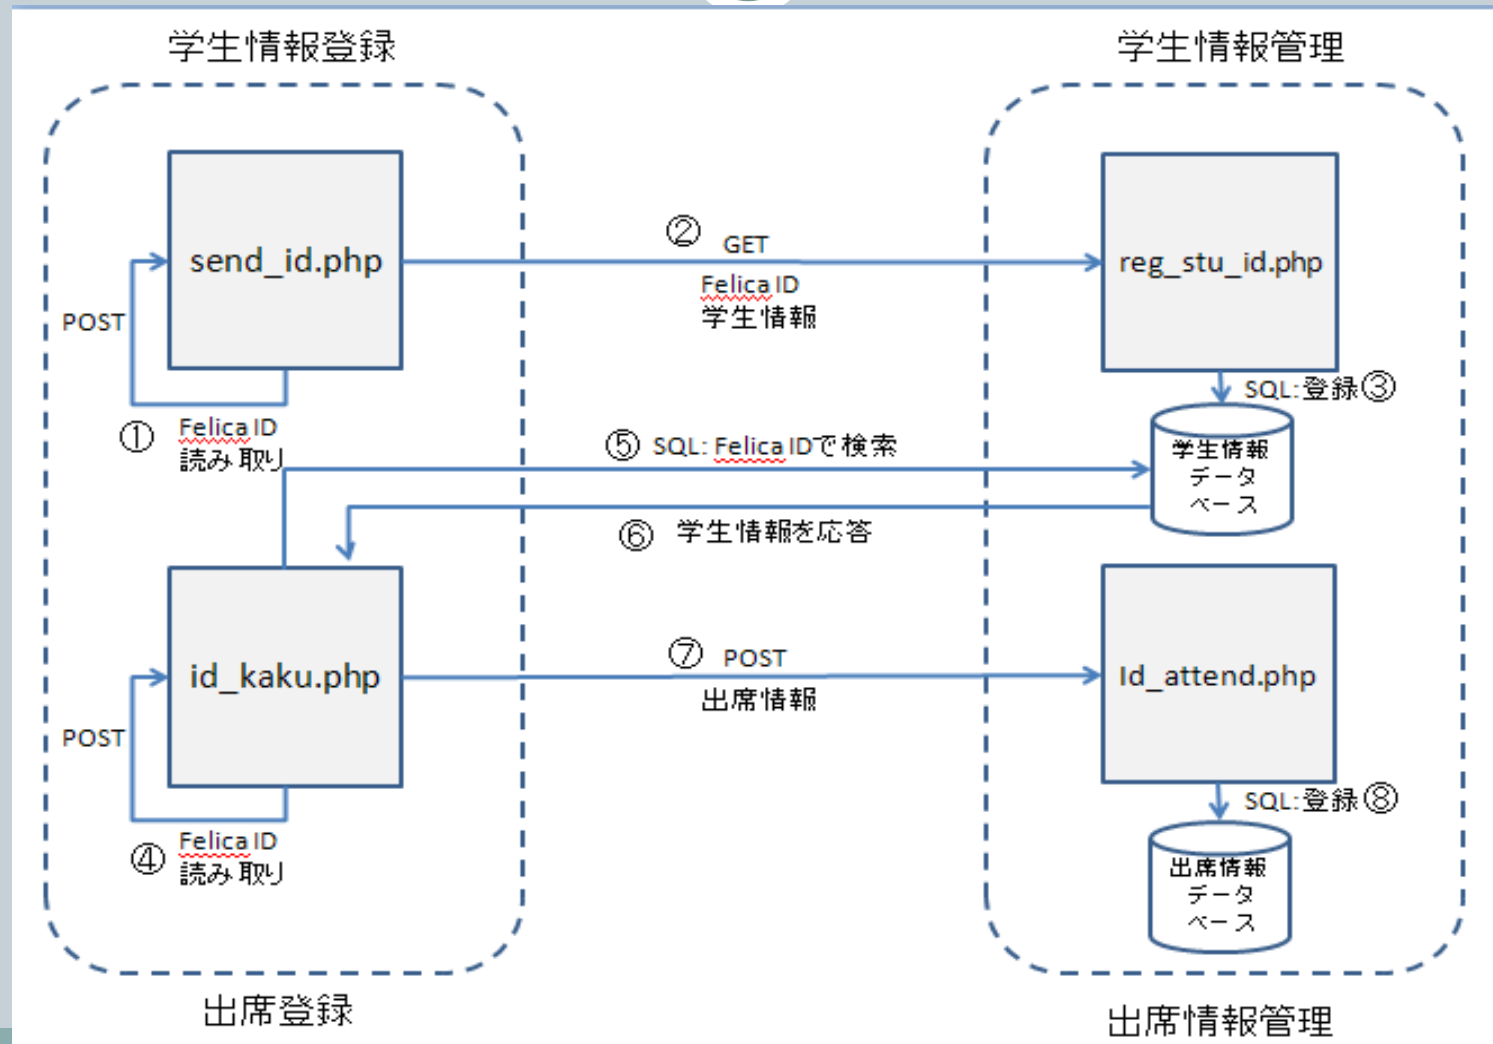 学生情報登録
学生情報管理
send_id.php
POST
①
Felica ID
読み取り
②
GET
Felica ID
学生情報
reg_stu_id.php
SQL:登録③
学生情報
データ
ベース
⑤ SQL: Felica IDで検索
⑥ 学生情報を応答
id_kaku.php
POST
④
Felica ID
読み取り
⑦ POST
出席情報
Id_attend.php
SQL:登録⑧
出席情報
データ
ベース
出席登録
出席情報管理